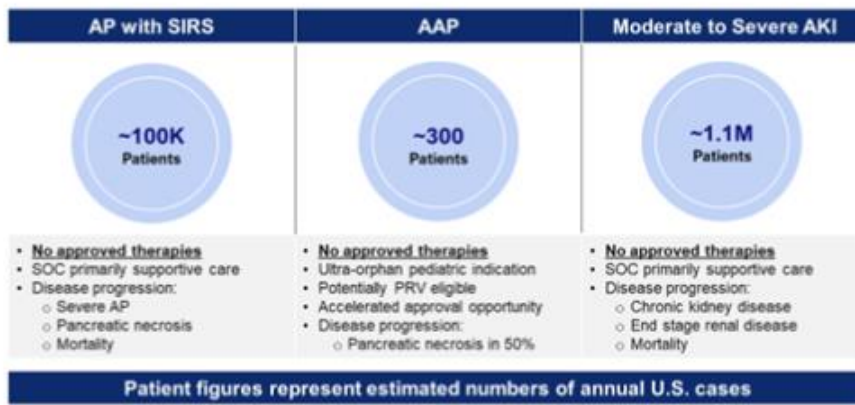 AP with SIRS
~100K
Patients
• No approved therapies
• SOC primarily supportive care
• Disease progression:
o Severe AP
o Pancreatic necrosis
o Mortality
AAP
~300
Patients
• No approved therapies
• Ultra-orphan pediatric indication
• Potentially PRV eligible
• Accelerated approval opportunity
• Disease progression:
o Pancreatic necrosis in 50%
Moderate to Severe AKI
~1.1M
Patients
• No approved therapies
• SOC primarily supportive care
• Disease progression:
o Chronic kidney disease
o End stage renal disease
o Mortality
Patient figures represent estimated numbers of annual U.S. cases